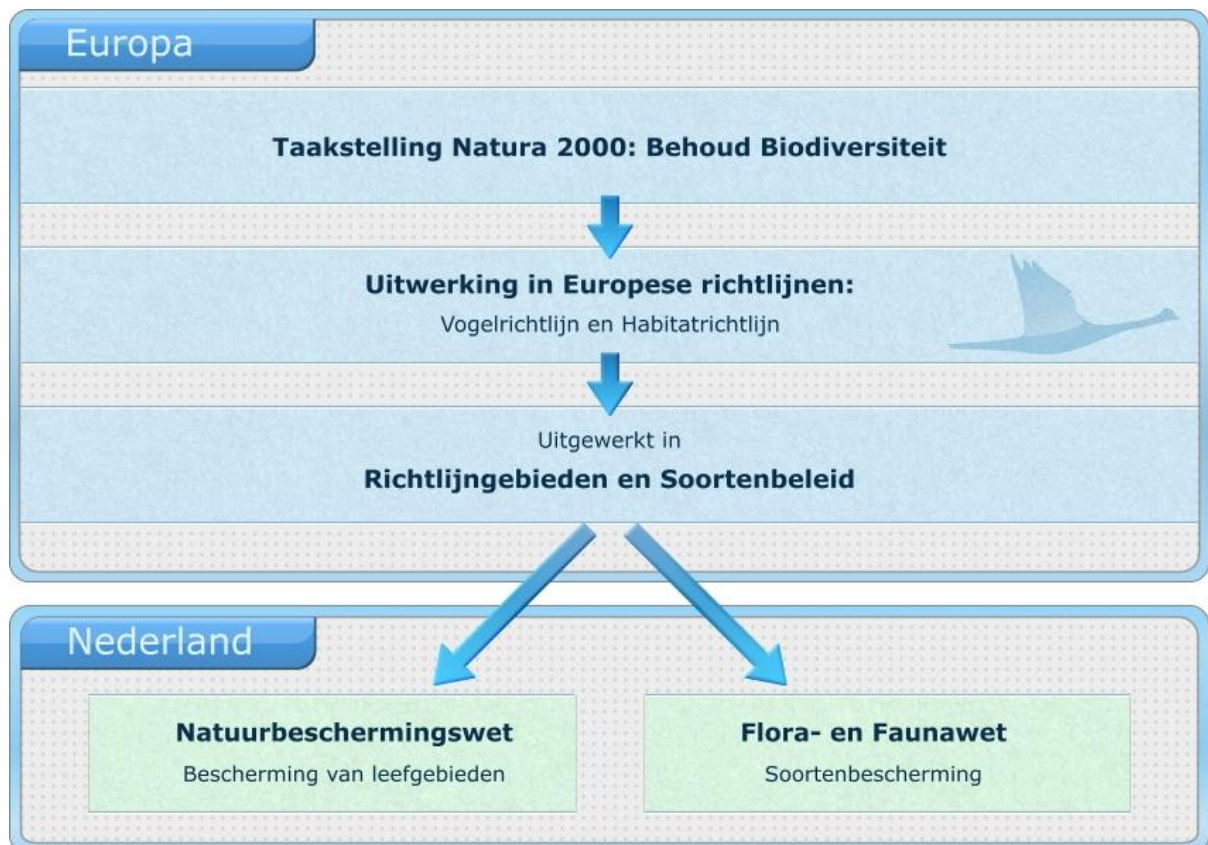 Europa
Taakstelling Natura 2000: Behoud Biodiversiteit
Uitwerking in Europese richtlijnen:
Vogelrichtlijn en Habitatrichtlijn
Uitgewerkt in
Richtlijngebieden en Soortenbeleid
Nederland
Natuurbeschermingswet
Bescherming van leefgebieden
Flora- en Faunawet
Soortenbescherming